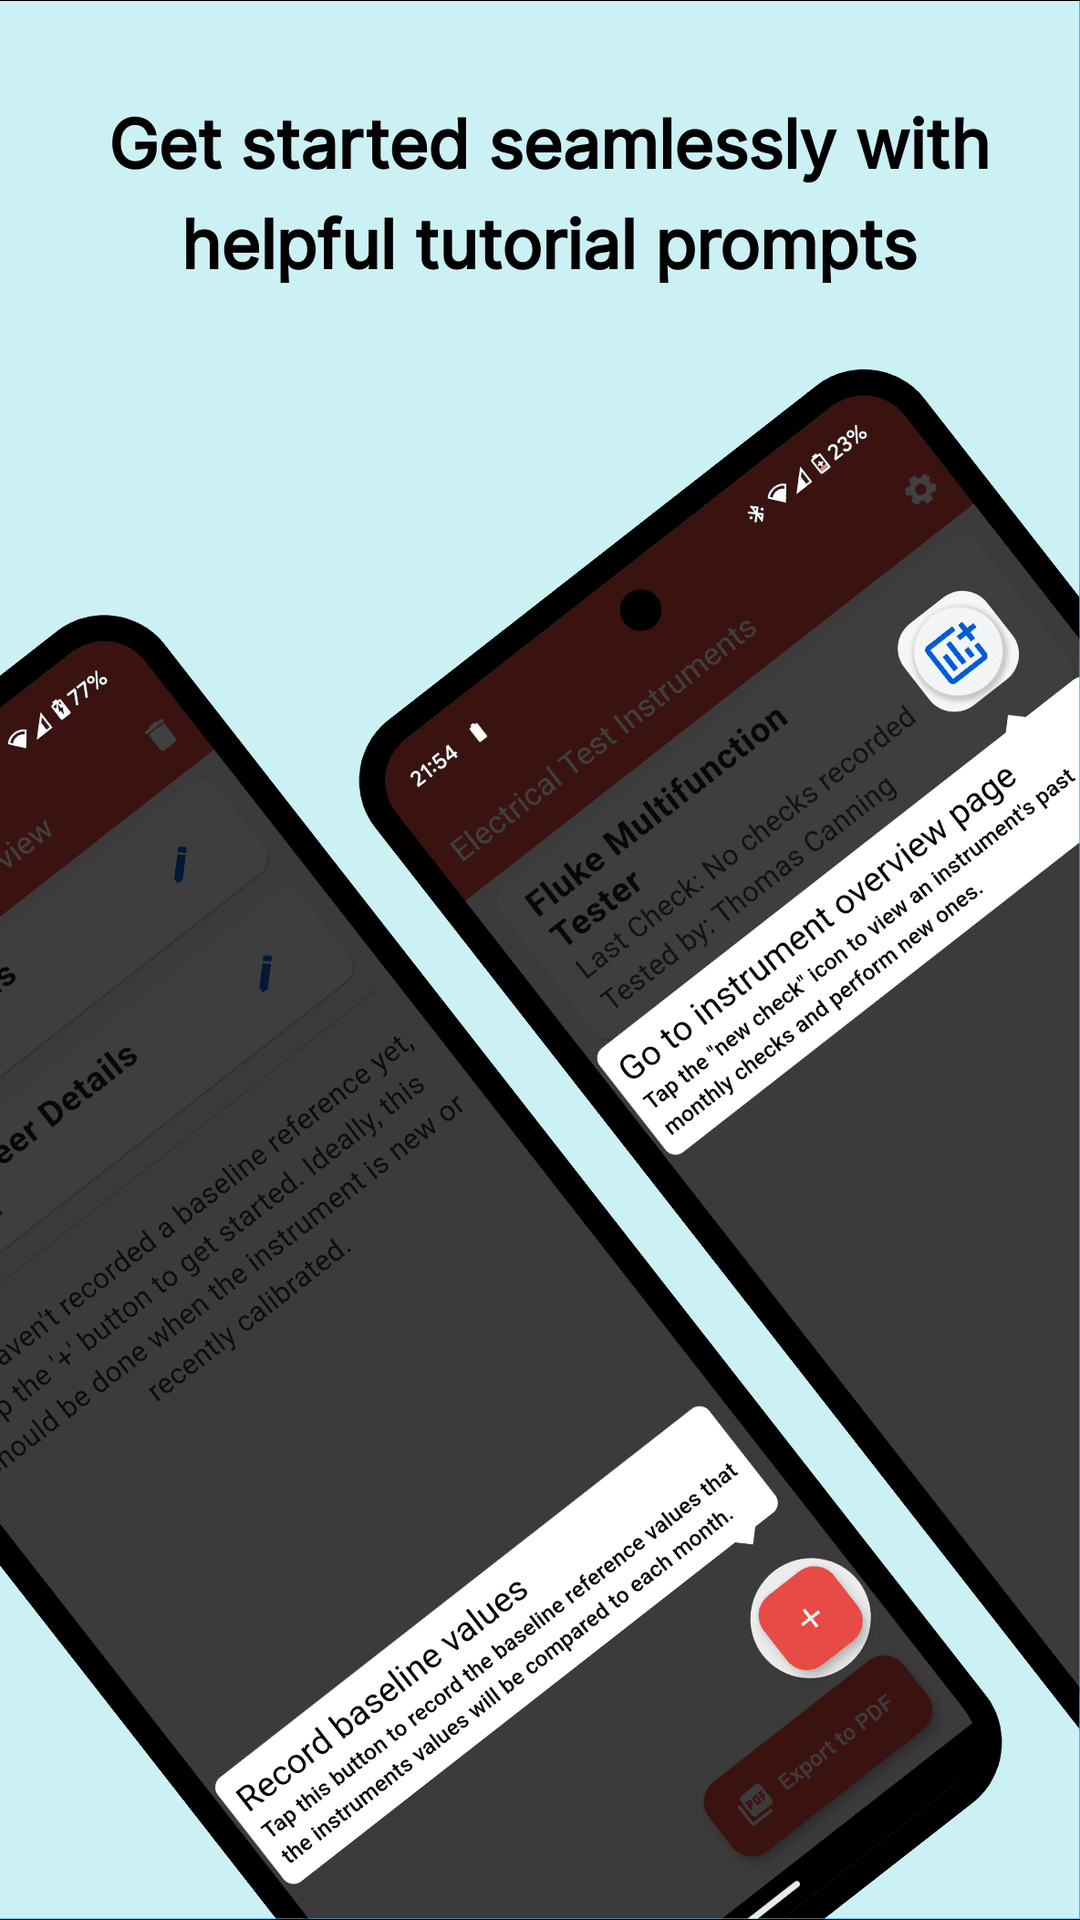 Get started seamlessly with
helpful tutorial prompts
23%
21:54
Electrical Test Instruments
Fluke Multifunction
Tester
Last Check: No checks recorded
Tested by: Thomas Canning
Go to instrument overview page
Tap the "new check" icon to view an instrument's past
monthly checks and perform new ones.
77%
Details
recorded a baseline reference yet,
the '+' button to get started. Ideally, this
be done when the instrument is new or
recently calibrated.
Record baseline values
Tap this button to record the baseline reference values that
the instruments values will be compared to each month.
+
PDF
Export to PDF